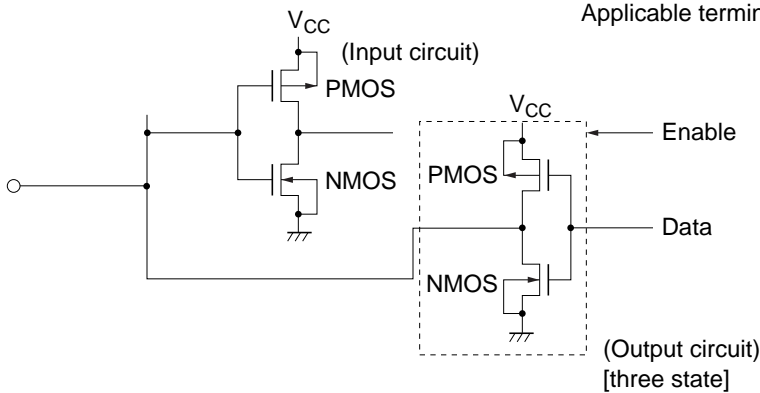 Applicable termin
VCC
(Input circuit)
PMOS
NMOS
VCC
Enable
PMOS
Data
NMOS
(Output circuit)
[three state]